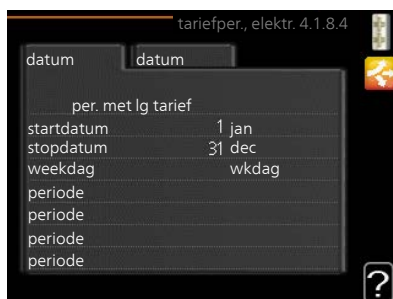 tariefper., elektr. 4.1.8.4
datum datum
per. met lg tarief
startdatum 1 jan
stopdatum 31 dec
weekdag wkdag
periode
periode
periode
periode
?